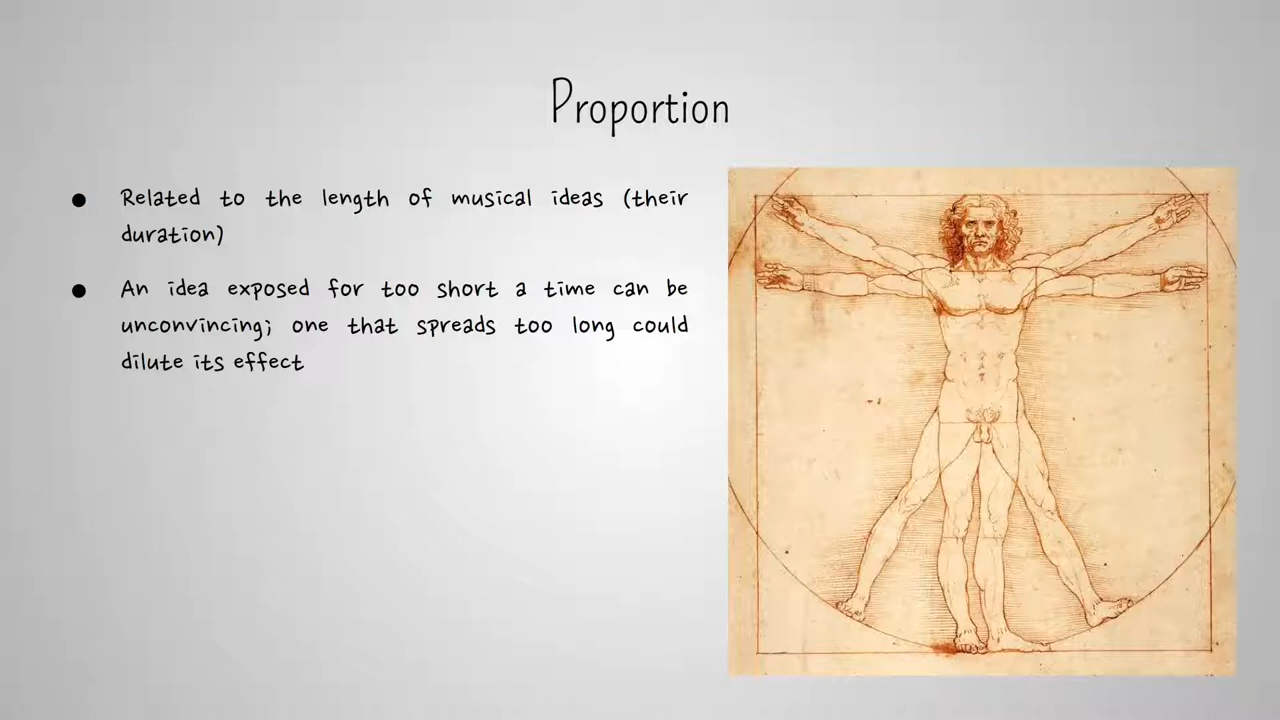 Proportion
● Related to the length of musical ideas (their
duration)
● An idea exposed for too short a time can be
unconvincing; one that spreads too long could
dilute its effect